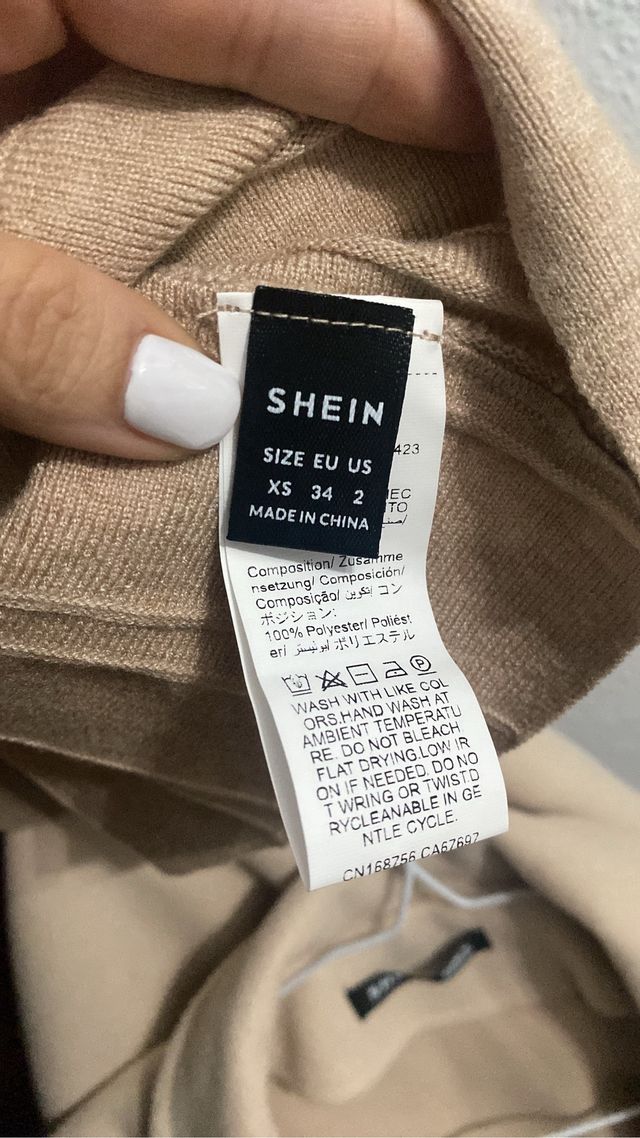 SHEIN
SIZE EU US
XS 34 2
MADE IN CHINA
423
Composition/ Zusamme
nsetzung/ Composición/
Composição/ تكوين/ コン
ポジション:
100% Polyester/ Poliést
er/ بوليستر/ ポリエステル
WASH WITH LIKE COL
ORS.HAND WASH AT
AMBIENT TEMPERATU
RE. DO NOT BLEACH
FLAT DRYING.LOW IR
ON IF NEEDED. DO NO
T WRING OR TWIST.D
RYCLEANABLE IN GE
NTLE CYCLE.
CN168756 CA67697